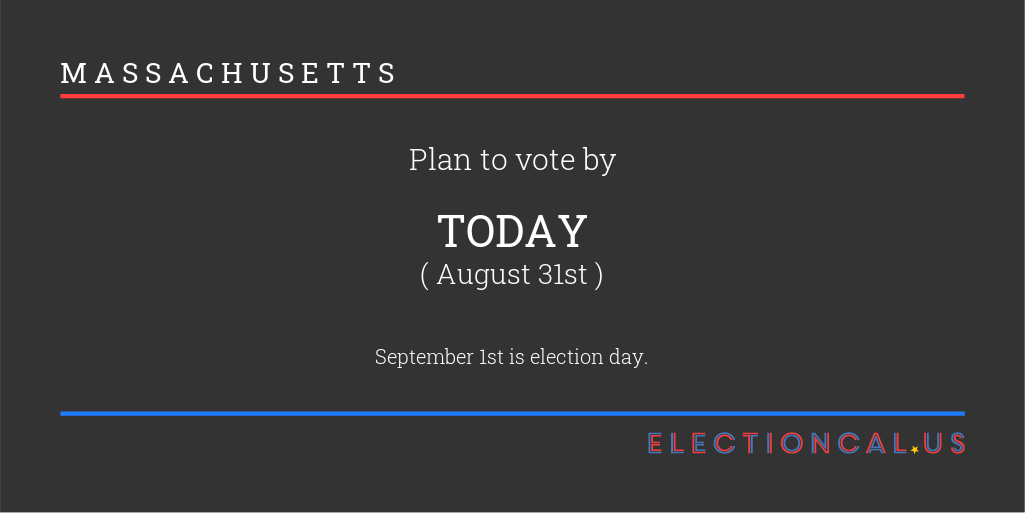 MASSACHUSETTS
Plan to vote by
TODAY
( August 31st )
September 1st is election day.
ELECTIONCAL.US